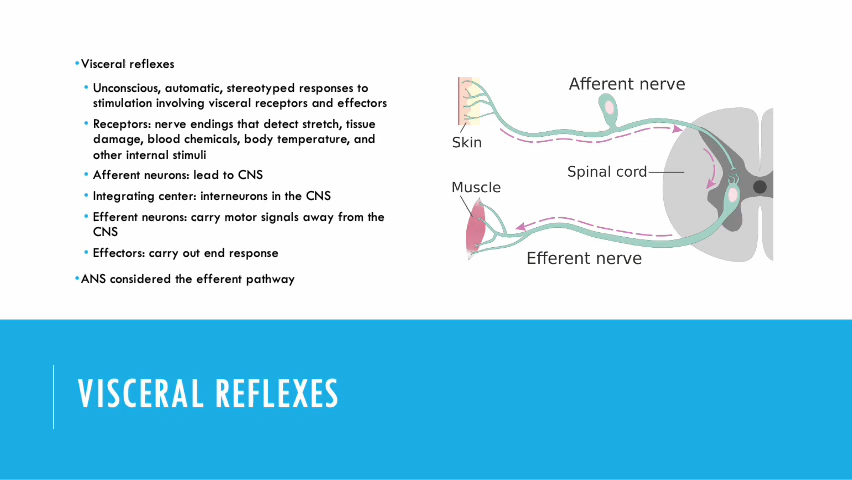 •Visceral reflexes
• Unconscious, automatic, stereotyped responses to
stimulation involving visceral receptors and effectors
• Receptors: nerve endings that detect stretch, tissue
damage, blood chemicals, body temperature, and
other internal stimuli
• Afferent neurons: lead to CNS
• Integrating center: interneurons in the CNS
• Efferent neurons: carry motor signals away from the
CNS
• Effectors: carry out end response
•ANS considered the efferent pathway
Afferent nerve
Skin
Spinal cord
Muscle
Efferent nerve
VISCERAL REFLEXES